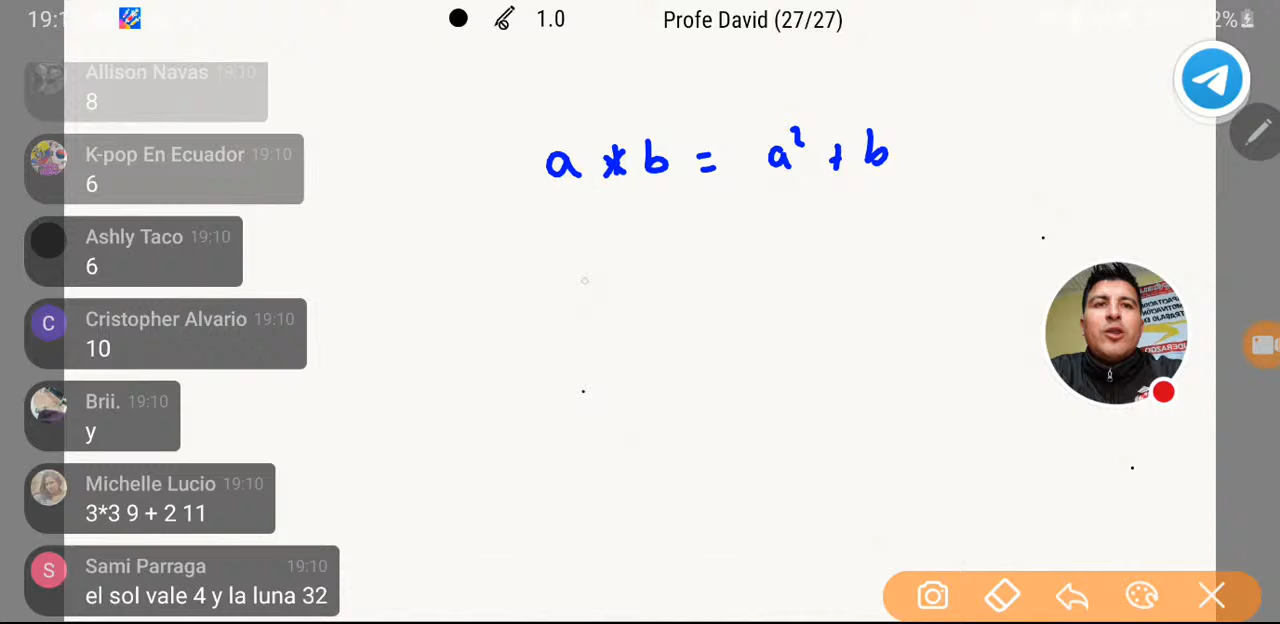 19:1
1.0
Profe David (27/27)
2%
Allison Navas 19:10
8
K-pop En Ecuador 19:10
6
Ashly Taco 19:10
6
C
Cristopher Alvario 19:10
10
Brii. 19:10
y
Michelle Lucio 19:10
3*3 9 + 2 11
S
Sami Parraga 19:10
el sol vale 4 y la luna 32
a * b = a² + b